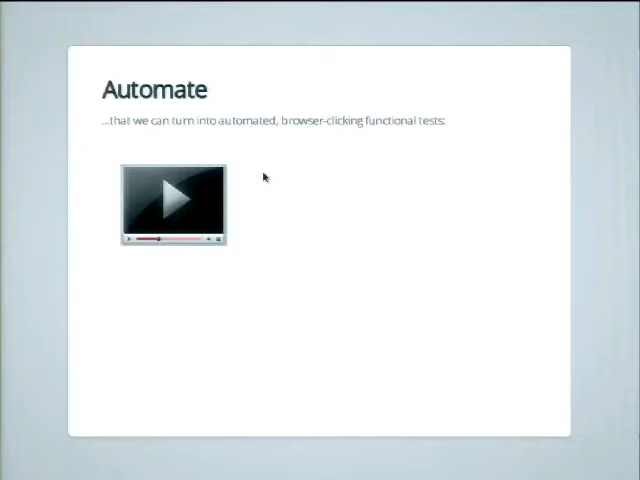 Automate
...that we can turn into automated, browser-clicking functional tests: